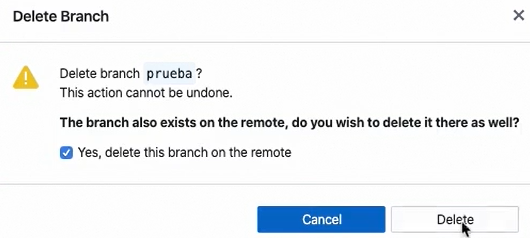 Delete Branch
Delete branch prueba ?
This action cannot be undone.
The branch also exists on the remote, do you wish to delete it there as well?
Yes, delete this branch on the remote
Cancel
Delete